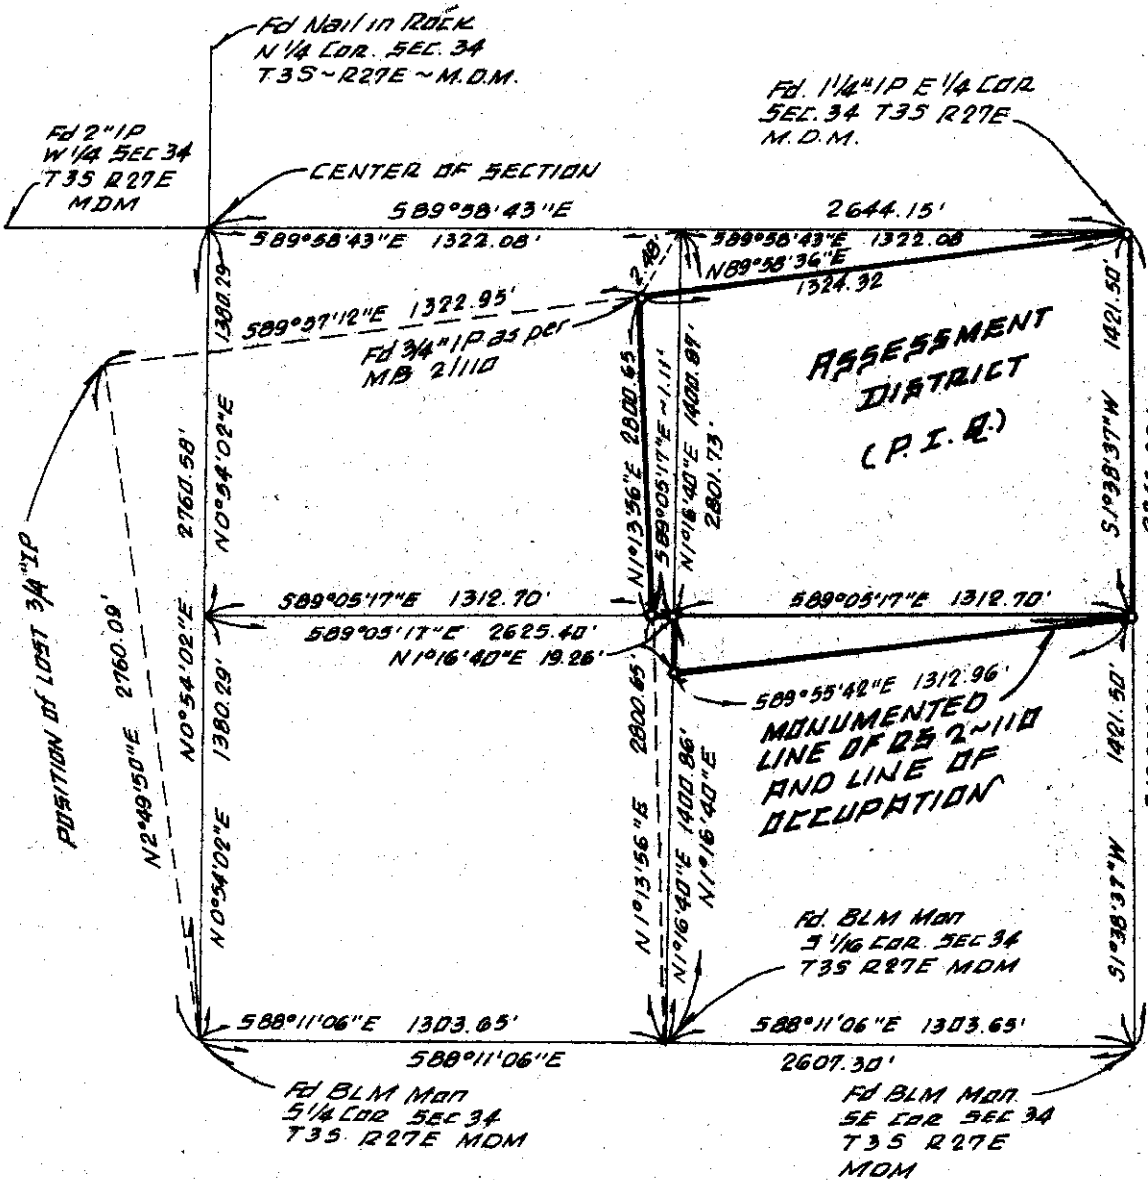 Fd Nail in Rock
N 1/4 COR. SEC. 34
T3S~R27E~M.D.M.
Fd. 1 1/4" IP E 1/4 COR
SEC. 34 T3S R27E
M.D.M.
Fd 2" IP
W 1/4 SEC 34
T3S R27E
MDM
CENTER OF SECTION
S89°58'43"E 2644.15'
S89°58'43"E 1322.08'
S89°58'43"E 1322.08
2.48'
N89°58'36"E
1324.32
S89°57'12"E 1322.95'
Fd 3/4" IP as per
MB 2/110
1380.29
N0°54'02"E
2760.58'
N0°54'02"E
1380.29'
N0°54'02"E
N1°13'56"E 2800.65
S89°05'17"E ~ 1.11'
N1°16'40"E 1400.87'
2801.73'
ASSESSMENT
DISTRICT
(P.I.Q.)
1421.50'
S1°38'37"W
POSITION of LOST 3/4" IP
N2°49'50"E 2760.09'
S89°05'17"E 1312.70'
S89°05'17"E 1312.70'
S89°05'17"E 2625.40'
N1°16'40"E 19.26'
S89°55'42"E 1312.96'
MONUMENTED
LINE OF RS 2~110
AND LINE OF
OCCUPATION
N1°13'56"E 2800.65'
N1°16'40"E 1400.86'
N1°16'40"E
1421.50'
S1°38'37"W
Fd. BLM Mon
S 1/16 COR. SEC 34
T3S R27E MDM
S88°11'06"E 1303.65'
S88°11'06"E 1303.65'
S88°11'06"E 2607.30'
Fd BLM Mon
S 1/4 COR SEC 34
T3S. R27E MDM
Fd BLM Mon.
SE COR SEC 34
T3S R27E
MDM